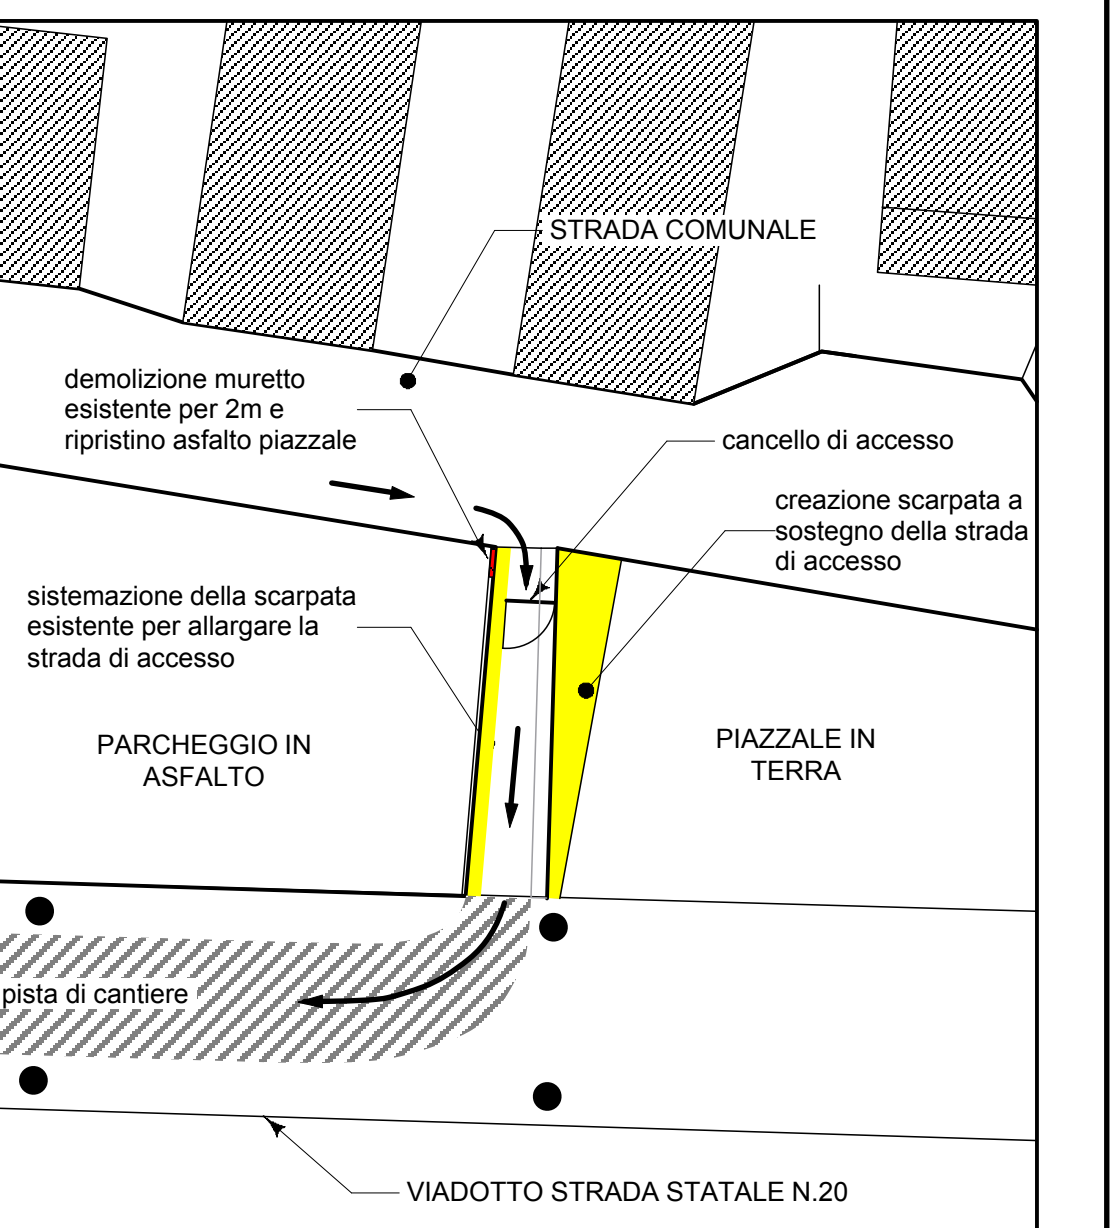 STRADA COMUNALE
demolizione muretto
esistente per 2m e
ripristino asfalto piazzale
cancello di accesso
creazione scarpata a
sostegno della strada
di accesso
sistemazione della scarpata
esistente per allargare la
strada di accesso
PARCHEGGIO IN
ASFALTO
PIAZZALE IN
TERRA
pista di cantiere
VIADOTTO STRADA STATALE N.20